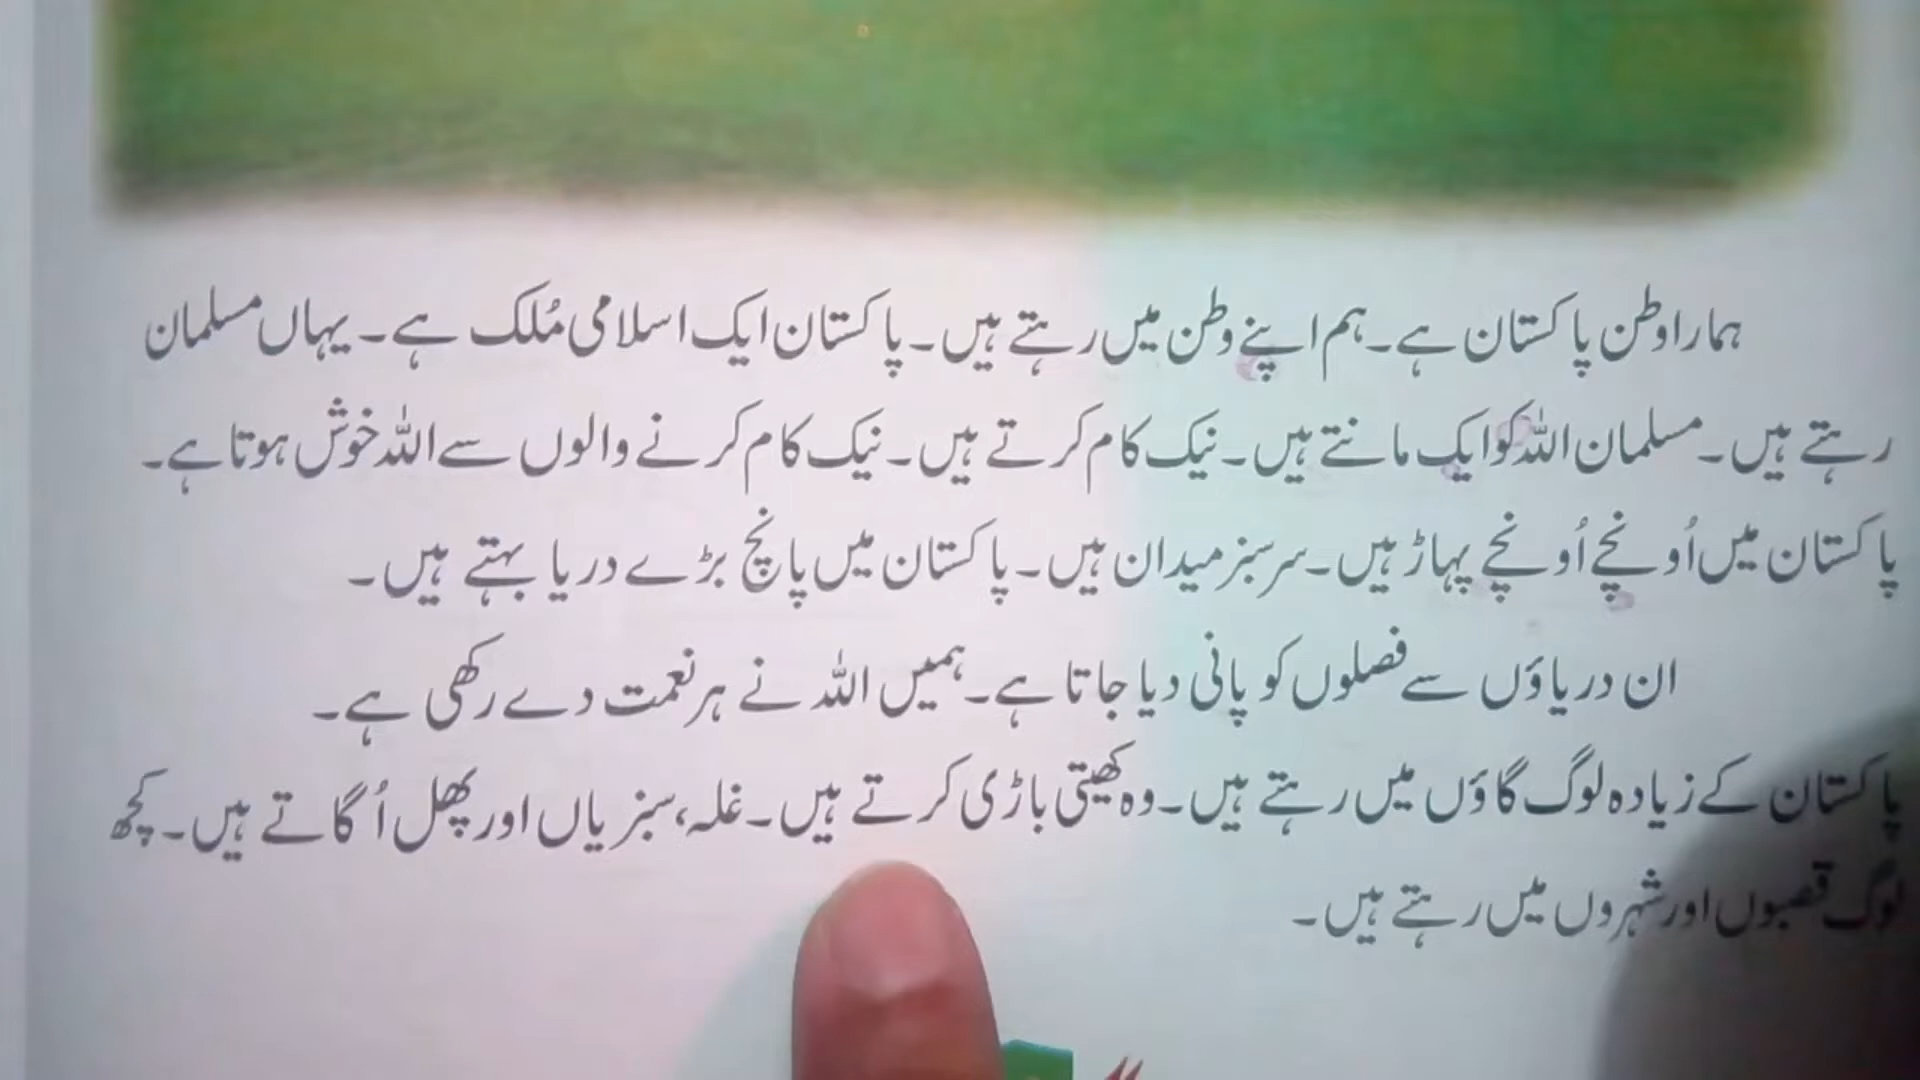 ہمارا وطن پاکستان ہے۔ ہم اپنے وطن میں رہتے ہیں۔ پاکستان ایک اسلامی مُلک ہے۔ یہاں مسلمان
رہتے ہیں۔ مسلمان اللہ کو ایک مانتے ہیں۔ نیک کام کرتے ہیں۔ نیک کام کرنے والوں سے اللہ خوش ہوتا ہے۔
پاکستان میں اُونچے اُونچے پہاڑ ہیں۔ سرسبز میدان ہیں۔ پاکستان میں پانچ بڑے دریا بہتے ہیں۔
ان دریاؤں سے فصلوں کو پانی دیا جاتا ہے۔ ہمیں اللہ نے ہر نعمت دے رکھی ہے۔
پاکستان کے زیادہ لوگ گاؤں میں رہتے ہیں۔ وہ کھیتی باڑی کرتے ہیں۔ غلہ، سبزیاں اور پھل اُگاتے ہیں۔ کچھ
لوگ قصبوں اور شہروں میں رہتے ہیں۔